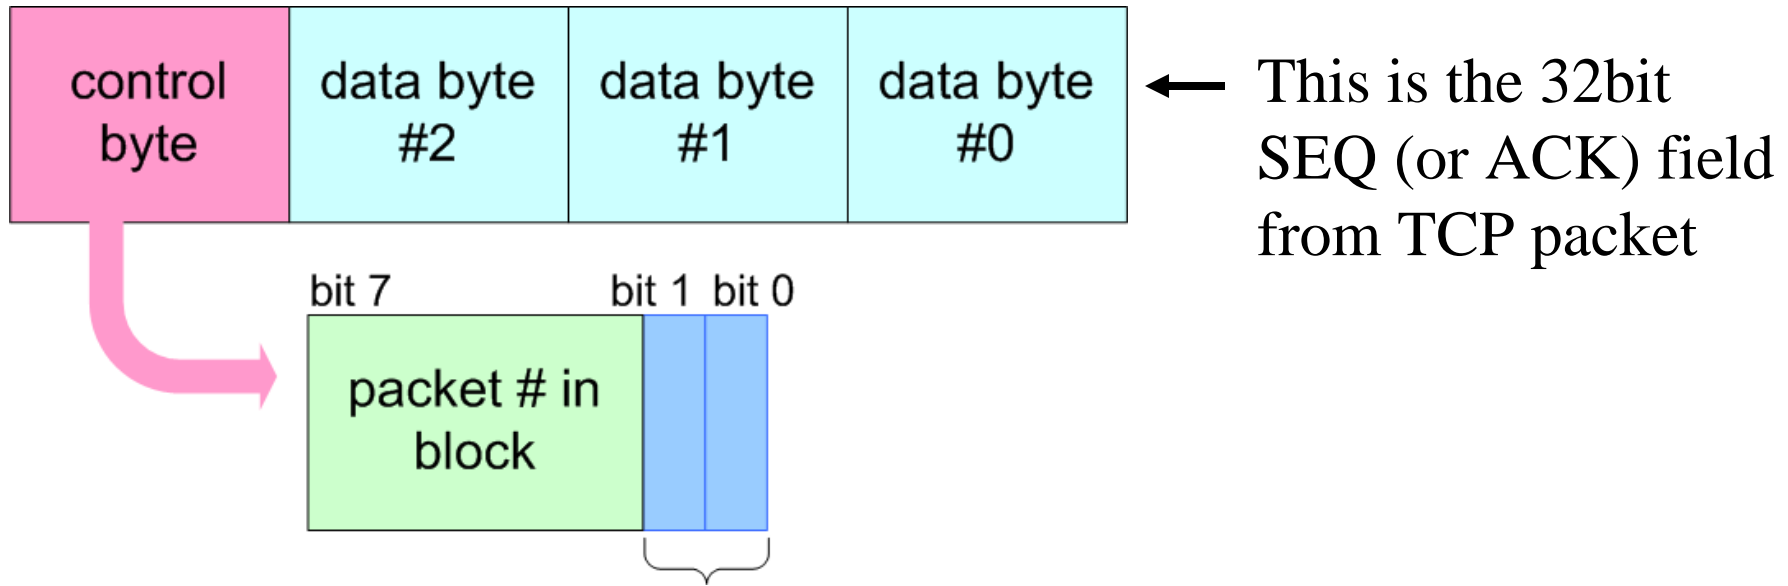 control
byte
data byte
#2
data byte
#1
data byte
#0
This is the 32bit
SEQ (or ACK) field
from TCP packet
bit 7
bit 1
bit 0
packet # in
block